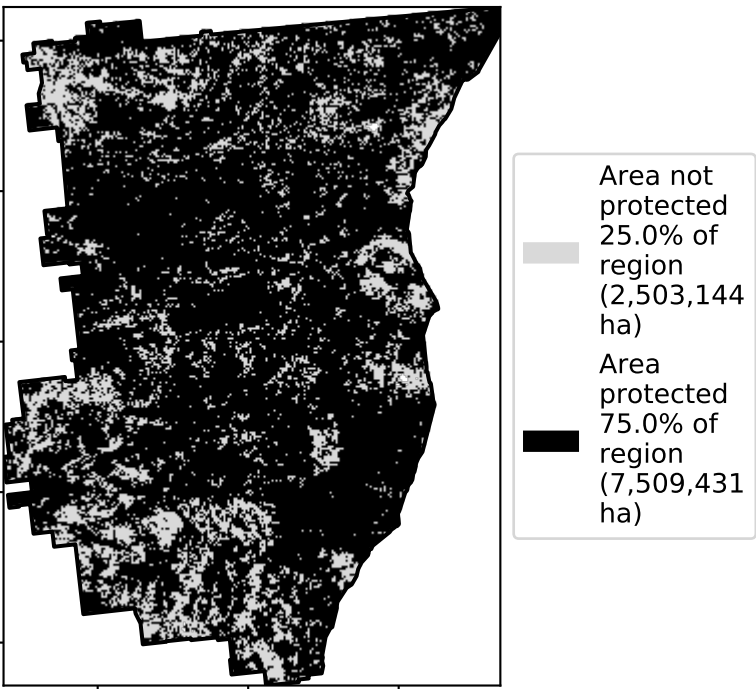 Area not
protected
25.0% of
region
(2,503,144
ha)
Area
protected
75.0% of
region
(7,509,431
ha)